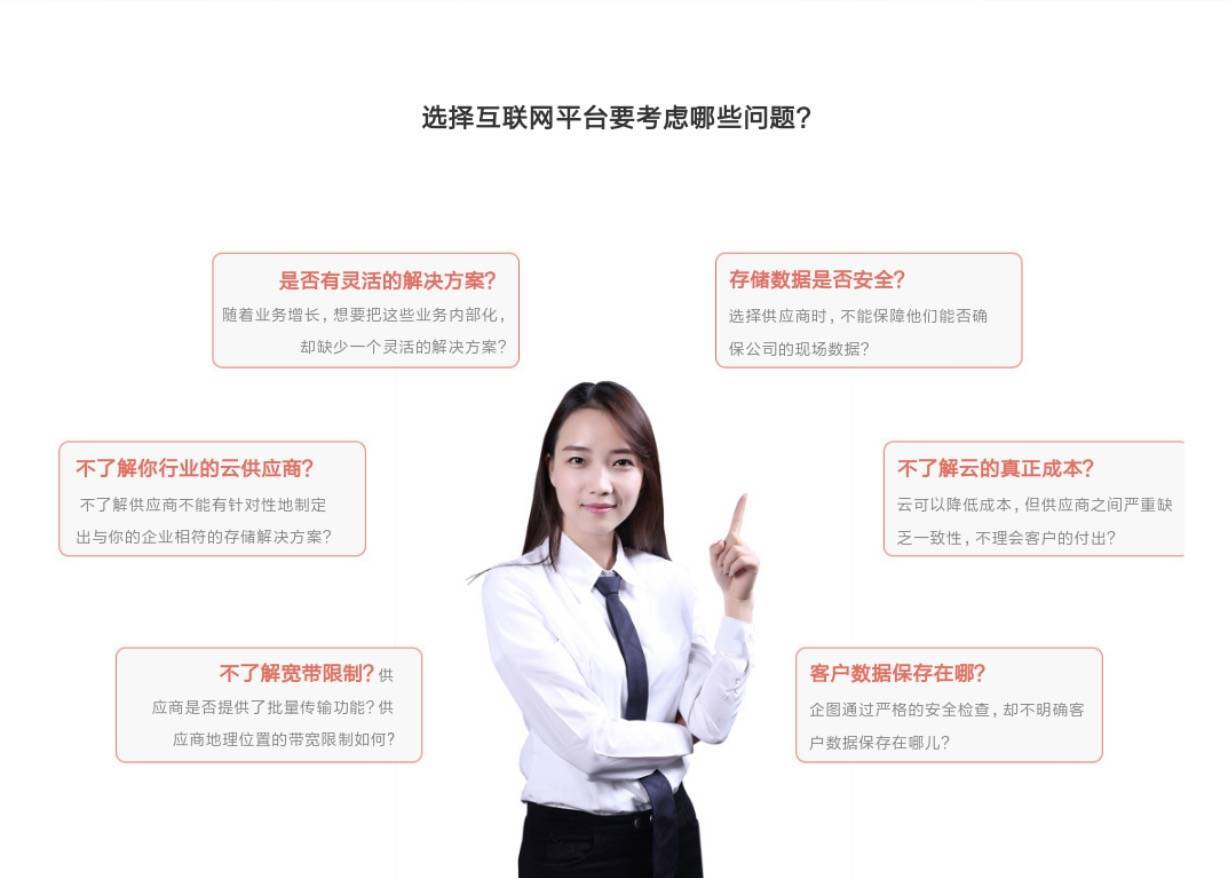 选择互联网平台要考虑哪些问题?
是否有灵活的解决方案?
随着业务增长,想要把这些业务内部化,
却缺少一个灵活的解决方案?
存储数据是否安全?
选择供应商时,不能保障他们能否确
保公司的现场数据?
不了解你行业的云供应商?
不了解供应商不能有针对性地制定
出与你的企业相符的存储解决方案?
不了解云的真正成本?
云可以降低成本,但供应商之间严重缺
乏一致性,不理会客户的付出?
不了解宽带限制? 供
应商是否提供了批量传输功能? 供
应商地理位置的带宽限制如何?
客户数据保存在哪?
企图通过严格的安全检查,却不明确客
户数据保存在哪儿?